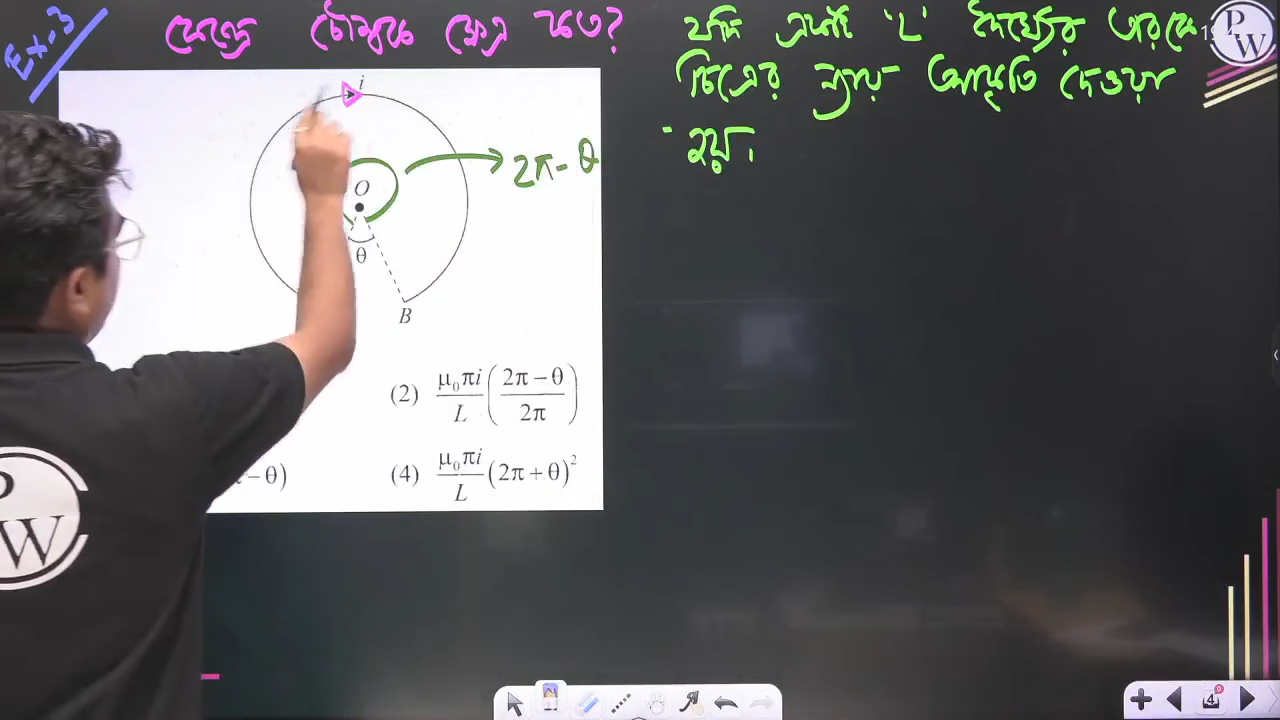 Ex.-3
কেন্দ্রে চৌম্বক ক্ষেত্র কত?
যদি একটি 'L' দৈর্ঘ্যের তারকে
চিত্রের ন্যায় আকৃতি দেওয়া
হয়।
P
W
i
2π-θ
O
θ
B
(2) μ₀πi/L ((2π−θ)/2π)
−θ)
(4) μ₀πi/L (2π+θ)²
P
W
4